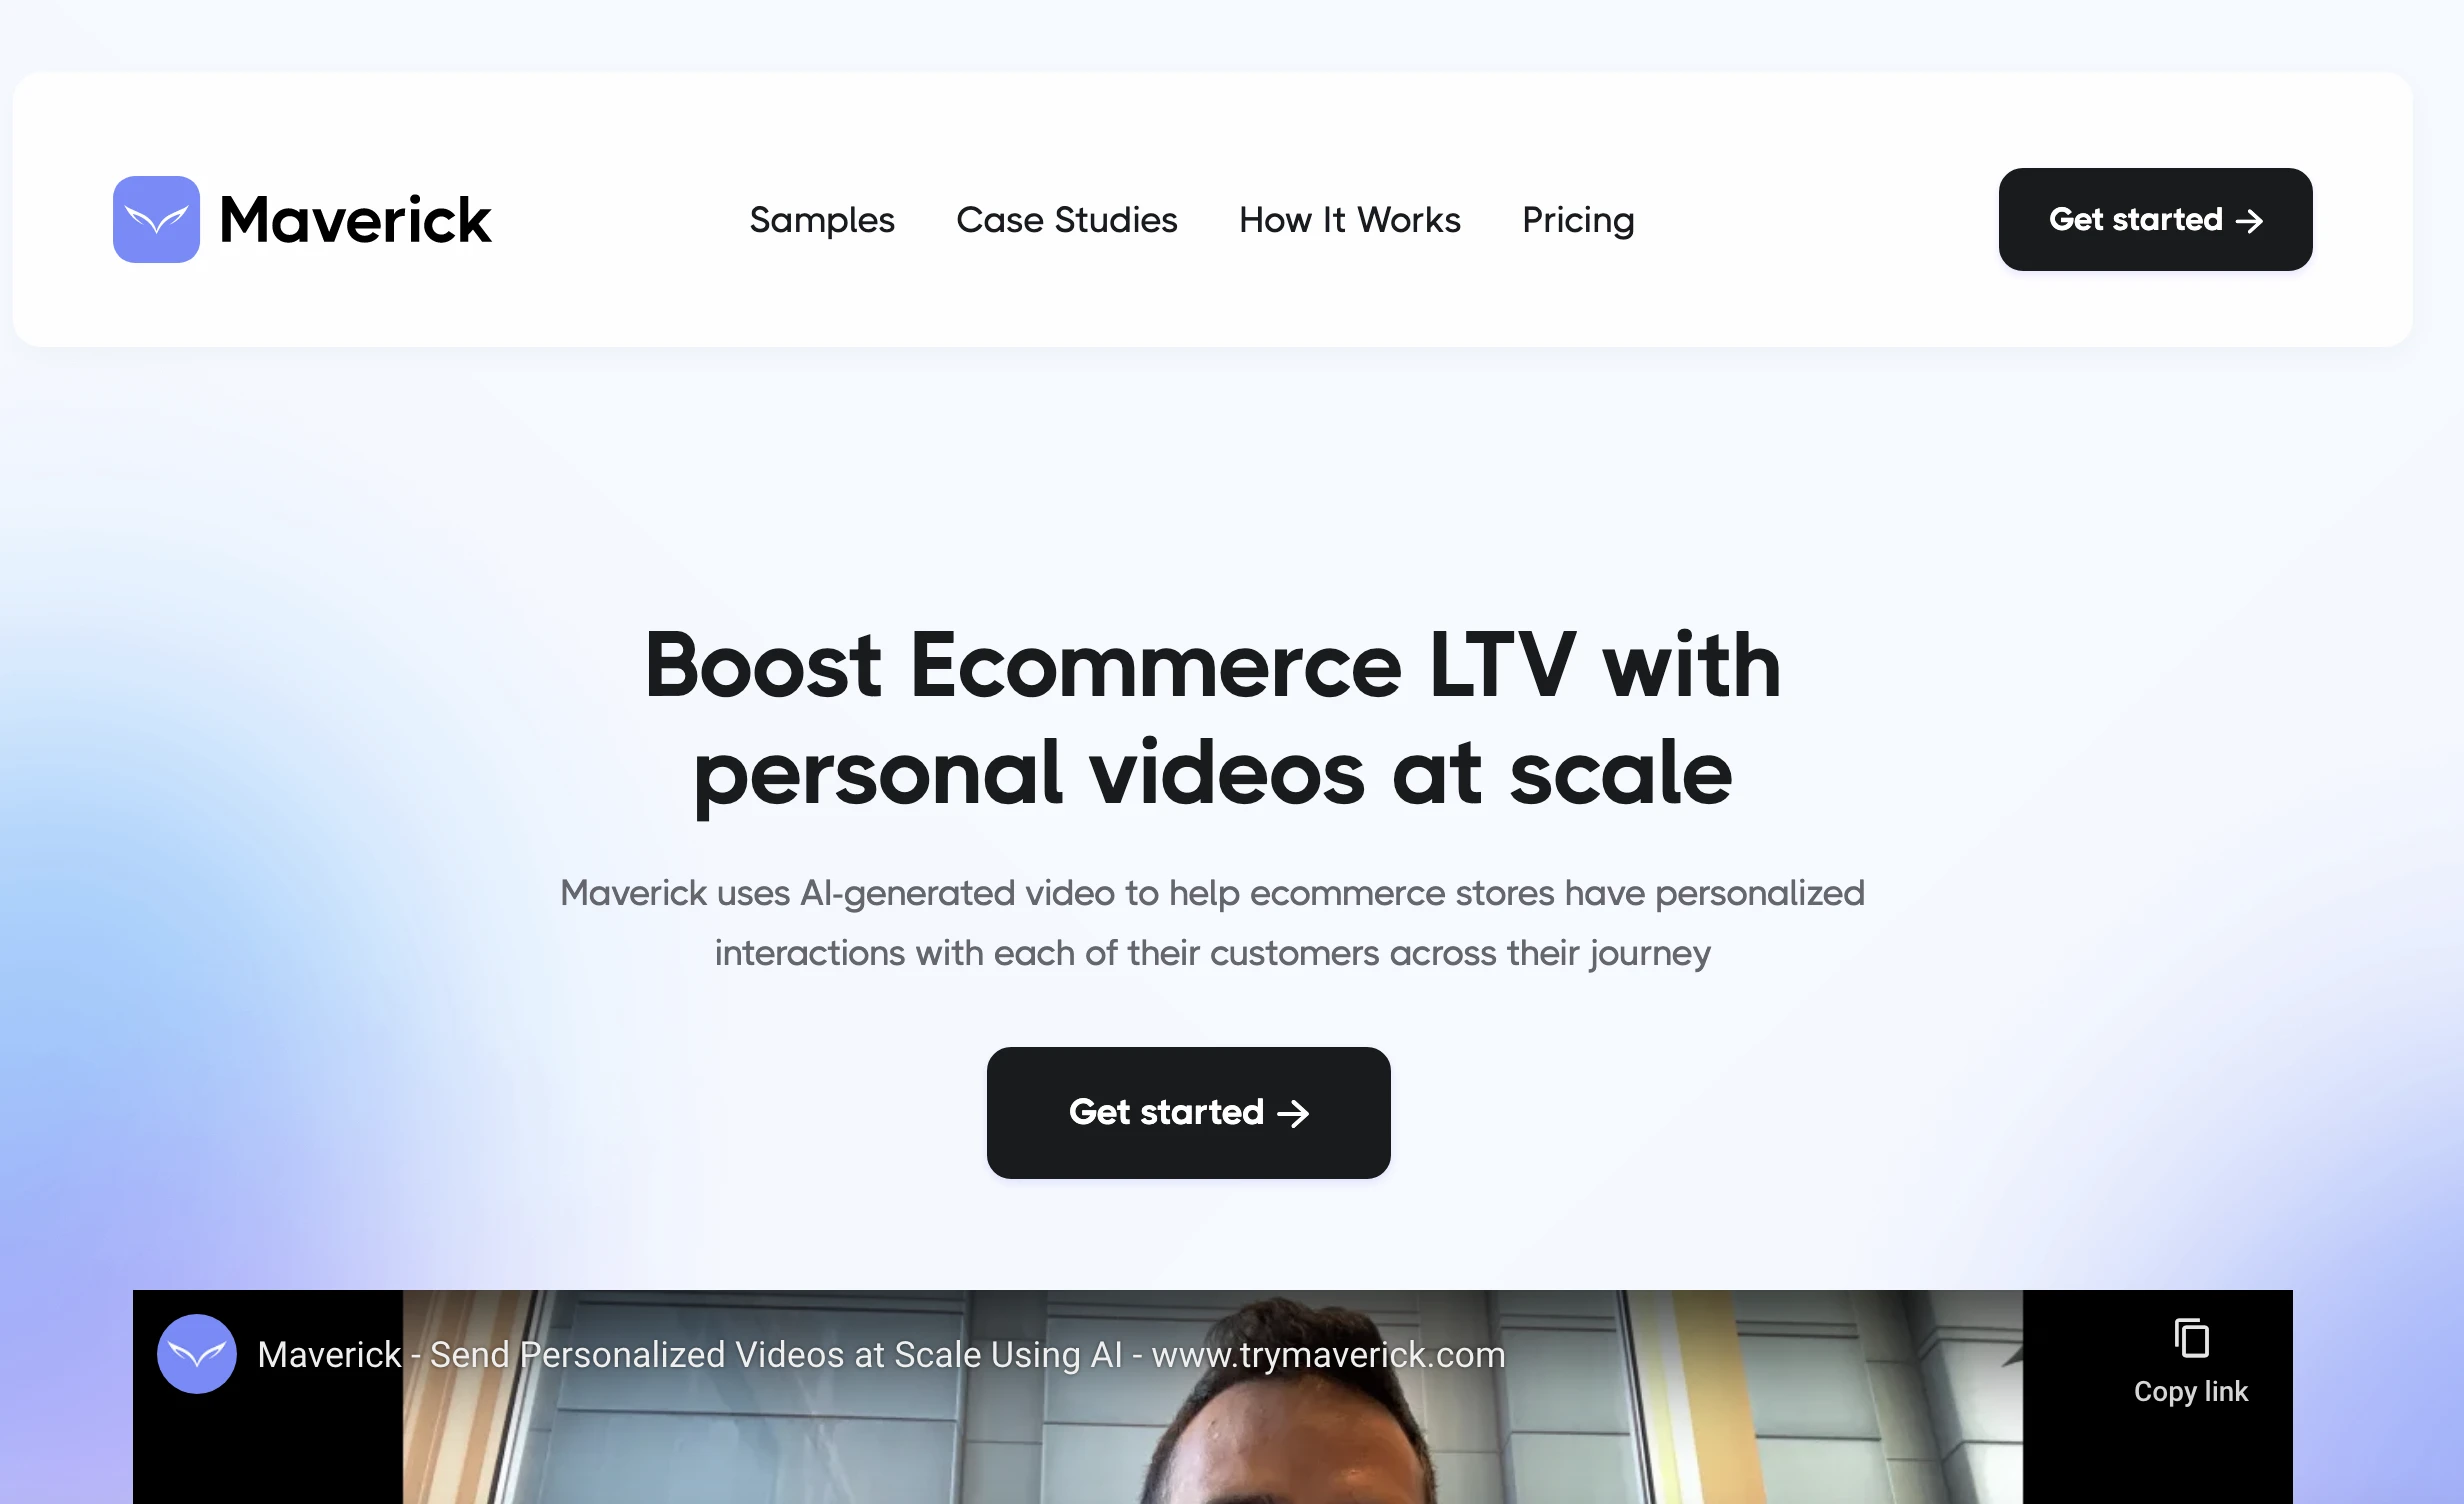 Maverick
Samples
Case Studies
How It Works
Pricing
Get started →
Boost Ecommerce LTV with
personal videos at scale
Maverick uses AI-generated video to help ecommerce stores have personalized
interactions with each of their customers across their journey
Get started →
Maverick - Send Personalized Videos at Scale Using AI - www.trymaverick.com
Copy link